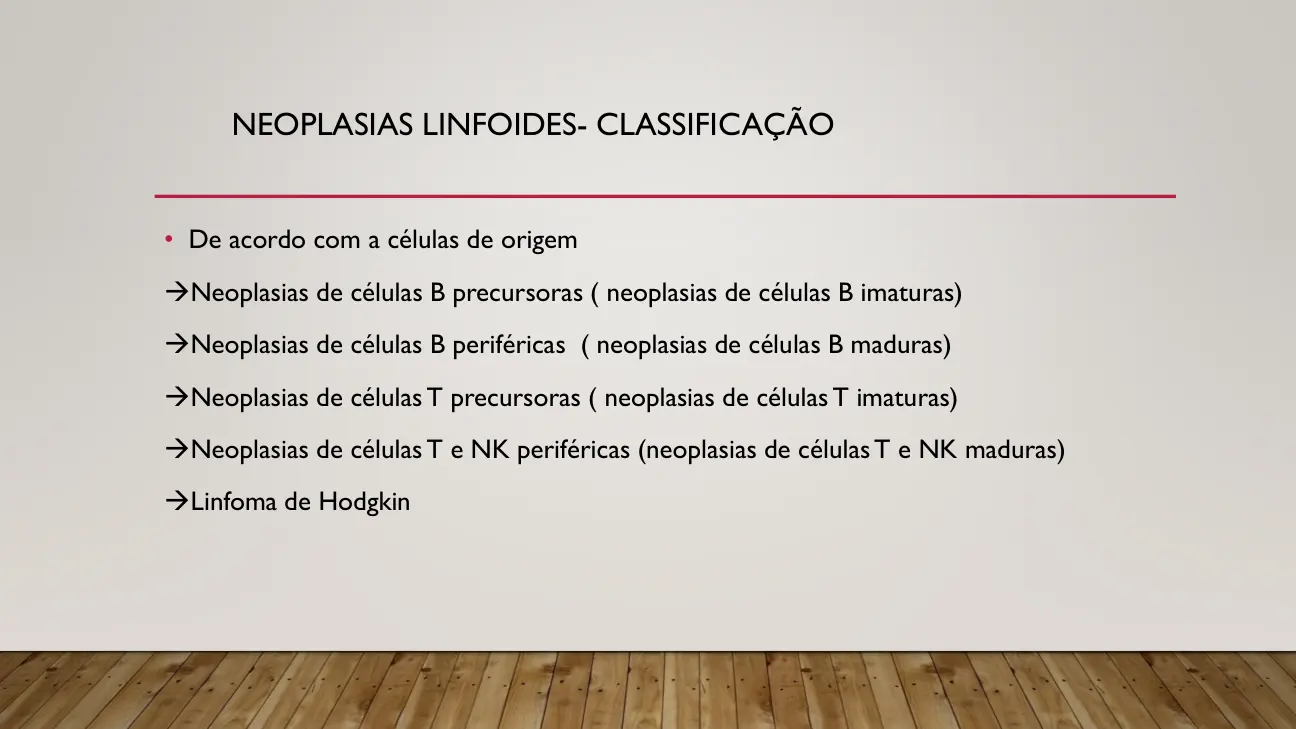 NEOPLASIAS LINFOIDES- CLASSIFICAÇÃO
• De acordo com a células de origem
→Neoplasias de células B precursoras ( neoplasias de células B imaturas)
→Neoplasias de células B periféricas  ( neoplasias de células B maduras)
→Neoplasias de células T precursoras ( neoplasias de células T imaturas)
→Neoplasias de células T e NK periféricas (neoplasias de células T e NK maduras)
→Linfoma de Hodgkin